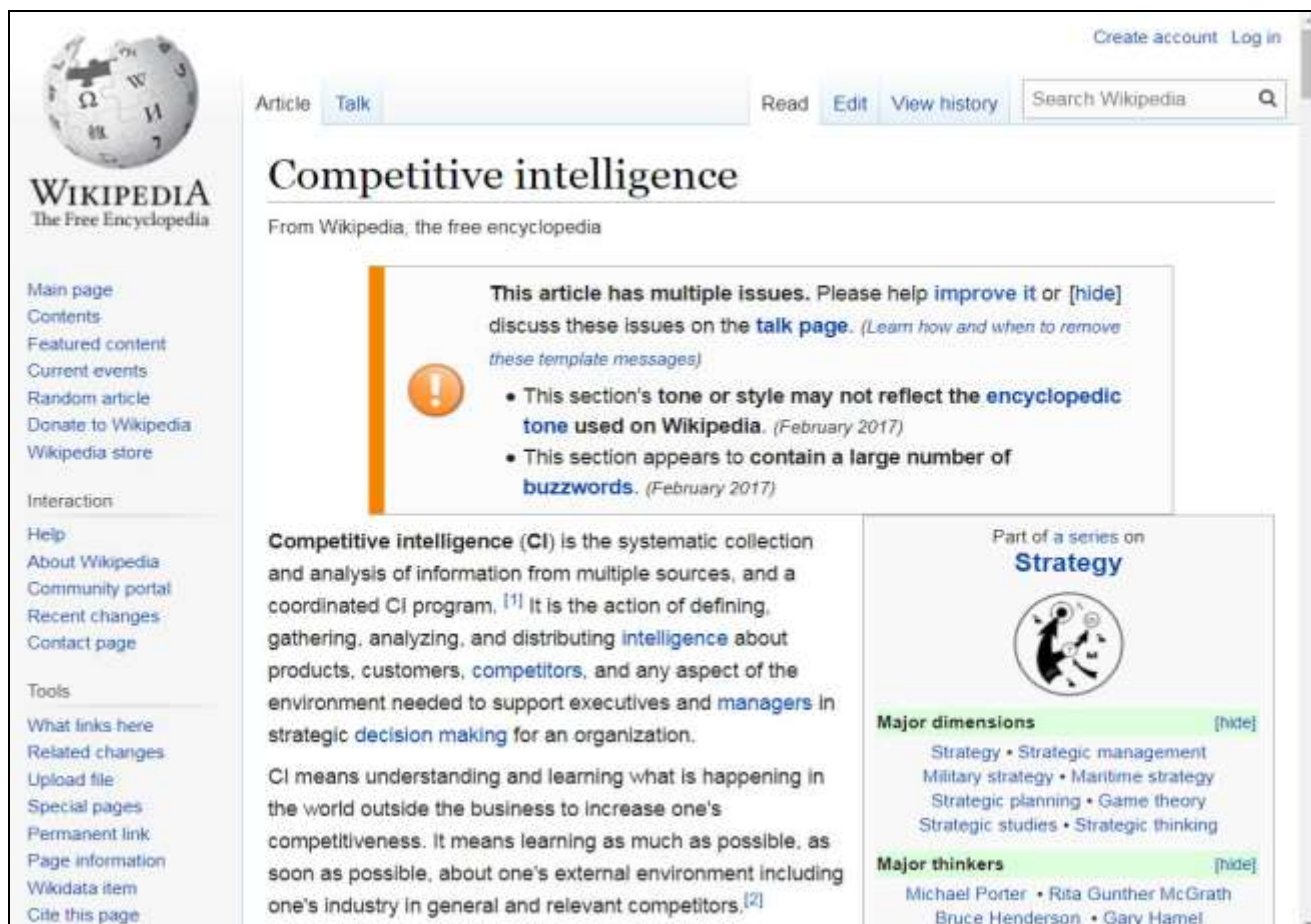 Create account Log in
Article Talk Read Edit View history Search Wikipedia
WIKIPEDIA
The Free Encyclopedia
Main page
Contents
Featured content
Current events
Random article
Donate to Wikipedia
Wikipedia store
Interaction
Help
About Wikipedia
Community portal
Recent changes
Contact page
Tools
What links here
Related changes
Upload file
Special pages
Permanent link
Page information
Wikidata item
Cite this page
Competitive intelligence
From Wikipedia, the free encyclopedia
This article has multiple issues. Please help improve it or [hide]
discuss these issues on the talk page. (Learn how and when to remove
these template messages)
• This section's tone or style may not reflect the encyclopedic
tone used on Wikipedia. (February 2017)
• This section appears to contain a large number of
buzzwords. (February 2017)
Competitive intelligence (CI) is the systematic collection
and analysis of information from multiple sources, and a
coordinated CI program. [1] It is the action of defining,
gathering, analyzing, and distributing intelligence about
products, customers, competitors, and any aspect of the
environment needed to support executives and managers in
strategic decision making for an organization.
CI means understanding and learning what is happening in
the world outside the business to increase one's
competitiveness. It means learning as much as possible, as
soon as possible, about one's external environment including
one's industry in general and relevant competitors.[2]
Part of a series on
Strategy
Major dimensions [hide]
Strategy • Strategic management
Military strategy • Maritime strategy
Strategic planning • Game theory
Strategic studies • Strategic thinking
Major thinkers [hide]
Michael Porter • Rita Gunther McGrath
Bruce Henderson • Gary Hamel